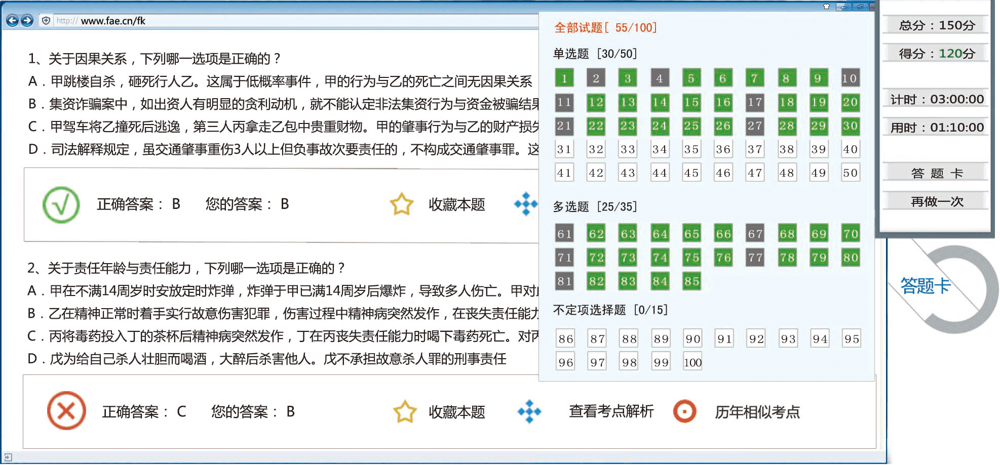 http:// www.fae.cn/fk
1、关于因果关系，下列哪一选项是正确的？
A．甲跳楼自杀，砸死行人乙。这属于低概率事件，甲的行为与乙的死亡之间无因果关系
B．集资诈骗案中，如出资人有明显的贪利动机，就不能认定非法集资行为与资金被骗结果
C．甲驾车将乙撞死后逃逸，第三人丙拿走乙包中贵重财物。甲的肇事行为与乙的财产损失
D．司法解释规定，虽交通肇事重伤3人以上但负事故次要责任的，不构成交通肇事罪。这
正确答案： B 您的答案： B 收藏本题
2、关于责任年龄与责任能力，下列哪一选项是正确的？
A．甲在不满14周岁时安放定时炸弹，炸弹于甲已满14周岁后爆炸，导致多人伤亡。甲对
B．乙在精神正常时着手实行故意伤害犯罪，伤害过程中精神病突然发作，在丧失责任能力
C．丙将毒药投入丁的茶杯后精神病突然发作，丁在丙丧失责任能力时喝下毒药死亡。对丙
D．戊为给自己杀人壮胆而喝酒，大醉后杀害他人。戊不承担故意杀人罪的刑事责任
正确答案： C 您的答案： B 收藏本题 查看考点解析 历年相似考点
全部试题[ 55/100]
单选题 [30/50]
1 2 3 4 5 6 7 8 9 10
11 12 13 14 15 16 17 18 19 20
21 22 23 24 25 26 27 28 29 30
31 32 33 34 35 36 37 38 39 40
41 42 43 44 45 46 47 48 49 50
多选题 [25/35]
61 62 63 64 65 66 67 68 69 70
71 72 73 74 75 76 77 78 79 80
81 82 83 84 85
不定项选择题 [0/15]
86 87 88 89 90 91 92 93 94 95
96 97 98 99 100
总分：150分
得分：120分
计时：03:00:00
用时：01:10:00
答 题 卡
再做一次
答题卡